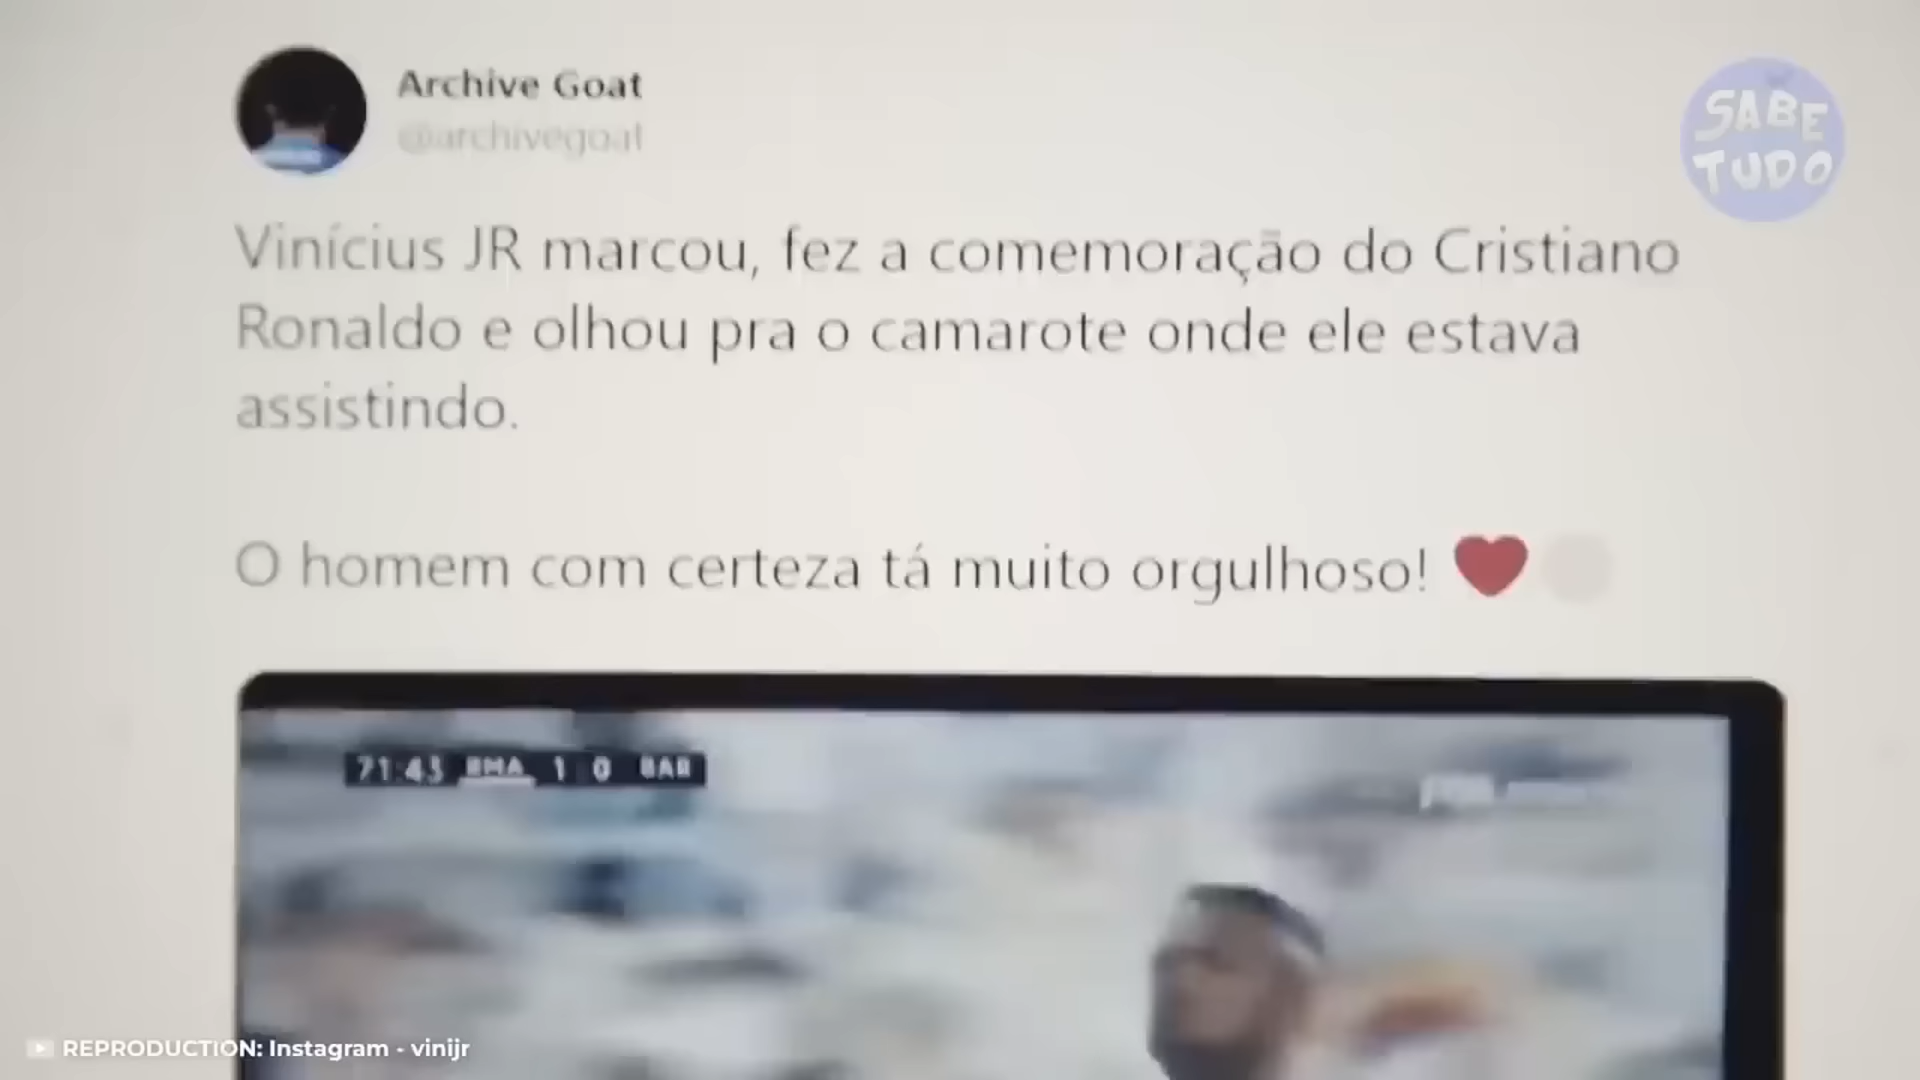 Archive Goat
@archivegoat
SABE
TUDO
Vinícius JR marcou, fez a comemoração do Cristiano
Ronaldo e olhou pra o camarote onde ele estava
assistindo.
O homem com certeza tá muito orgulhoso! ❤️
71:43 RMA 1 0 BAR
REPRODUCTION: Instagram - vinijr